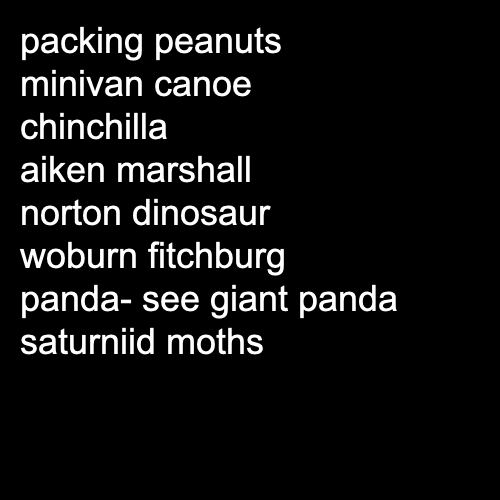 packing peanuts
minivan canoe
chinchilla
aiken marshall
norton dinosaur
woburn fitchburg
panda- see giant panda
saturniid moths